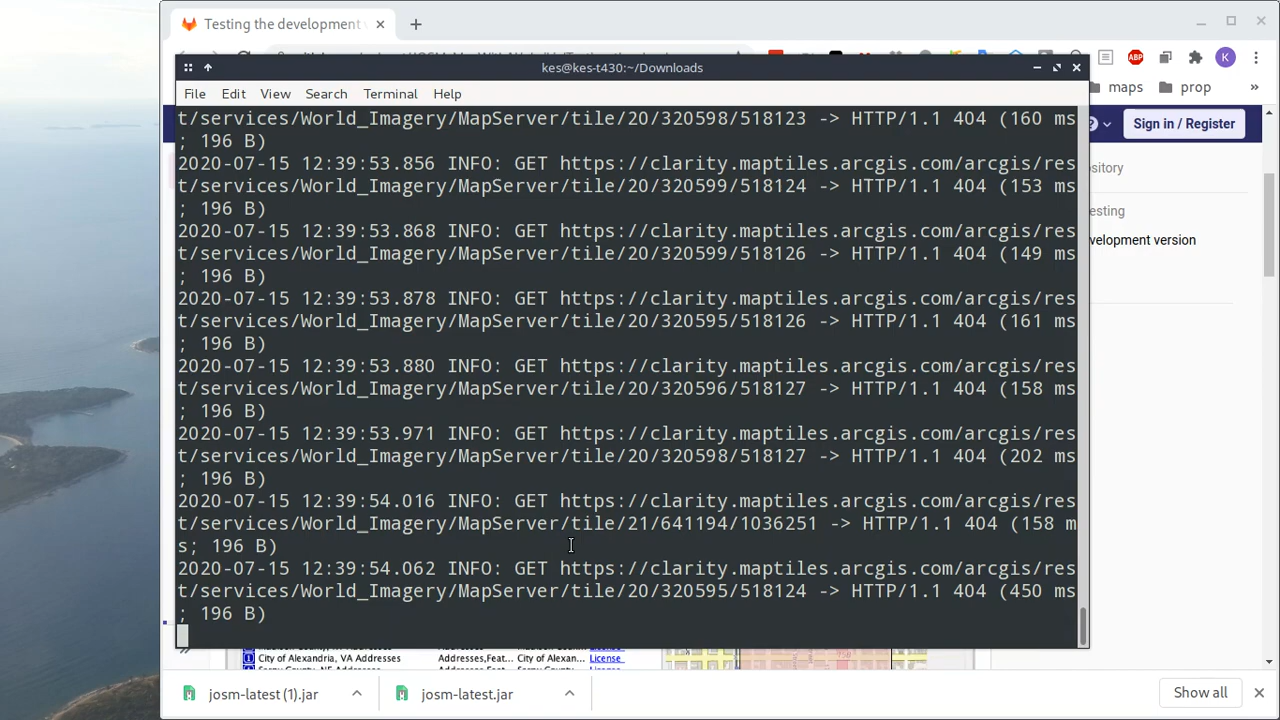 Testing the development
kes@kes-t430:~/Downloads
File Edit View Search Terminal Help
maps prop »
Sign in / Register
t/services/World_Imagery/MapServer/tile/20/320598/518123 -> HTTP/1.1 404 (160 ms
; 196 B)
2020-07-15 12:39:53.856 INFO: GET https://clarity.maptiles.arcgis.com/arcgis/res
t/services/World_Imagery/MapServer/tile/20/320599/518124 -> HTTP/1.1 404 (153 ms
; 196 B)
2020-07-15 12:39:53.868 INFO: GET https://clarity.maptiles.arcgis.com/arcgis/res
t/services/World_Imagery/MapServer/tile/20/320599/518126 -> HTTP/1.1 404 (149 ms
; 196 B)
2020-07-15 12:39:53.878 INFO: GET https://clarity.maptiles.arcgis.com/arcgis/res
t/services/World_Imagery/MapServer/tile/20/320595/518126 -> HTTP/1.1 404 (161 ms
; 196 B)
2020-07-15 12:39:53.880 INFO: GET https://clarity.maptiles.arcgis.com/arcgis/res
t/services/World_Imagery/MapServer/tile/20/320596/518127 -> HTTP/1.1 404 (158 ms
; 196 B)
2020-07-15 12:39:53.971 INFO: GET https://clarity.maptiles.arcgis.com/arcgis/res
t/services/World_Imagery/MapServer/tile/20/320598/518127 -> HTTP/1.1 404 (202 ms
; 196 B)
2020-07-15 12:39:54.016 INFO: GET https://clarity.maptiles.arcgis.com/arcgis/res
t/services/World_Imagery/MapServer/tile/21/641194/1036251 -> HTTP/1.1 404 (158 m
s; 196 B)
2020-07-15 12:39:54.062 INFO: GET https://clarity.maptiles.arcgis.com/arcgis/res
t/services/World_Imagery/MapServer/tile/20/320595/518124 -> HTTP/1.1 404 (450 ms
; 196 B)
ository
esting
velopment version
City of Alexandria, VA Addresses Addresses,Feat... City of Alexan... License
josm-latest (1).jar josm-latest.jar Show all